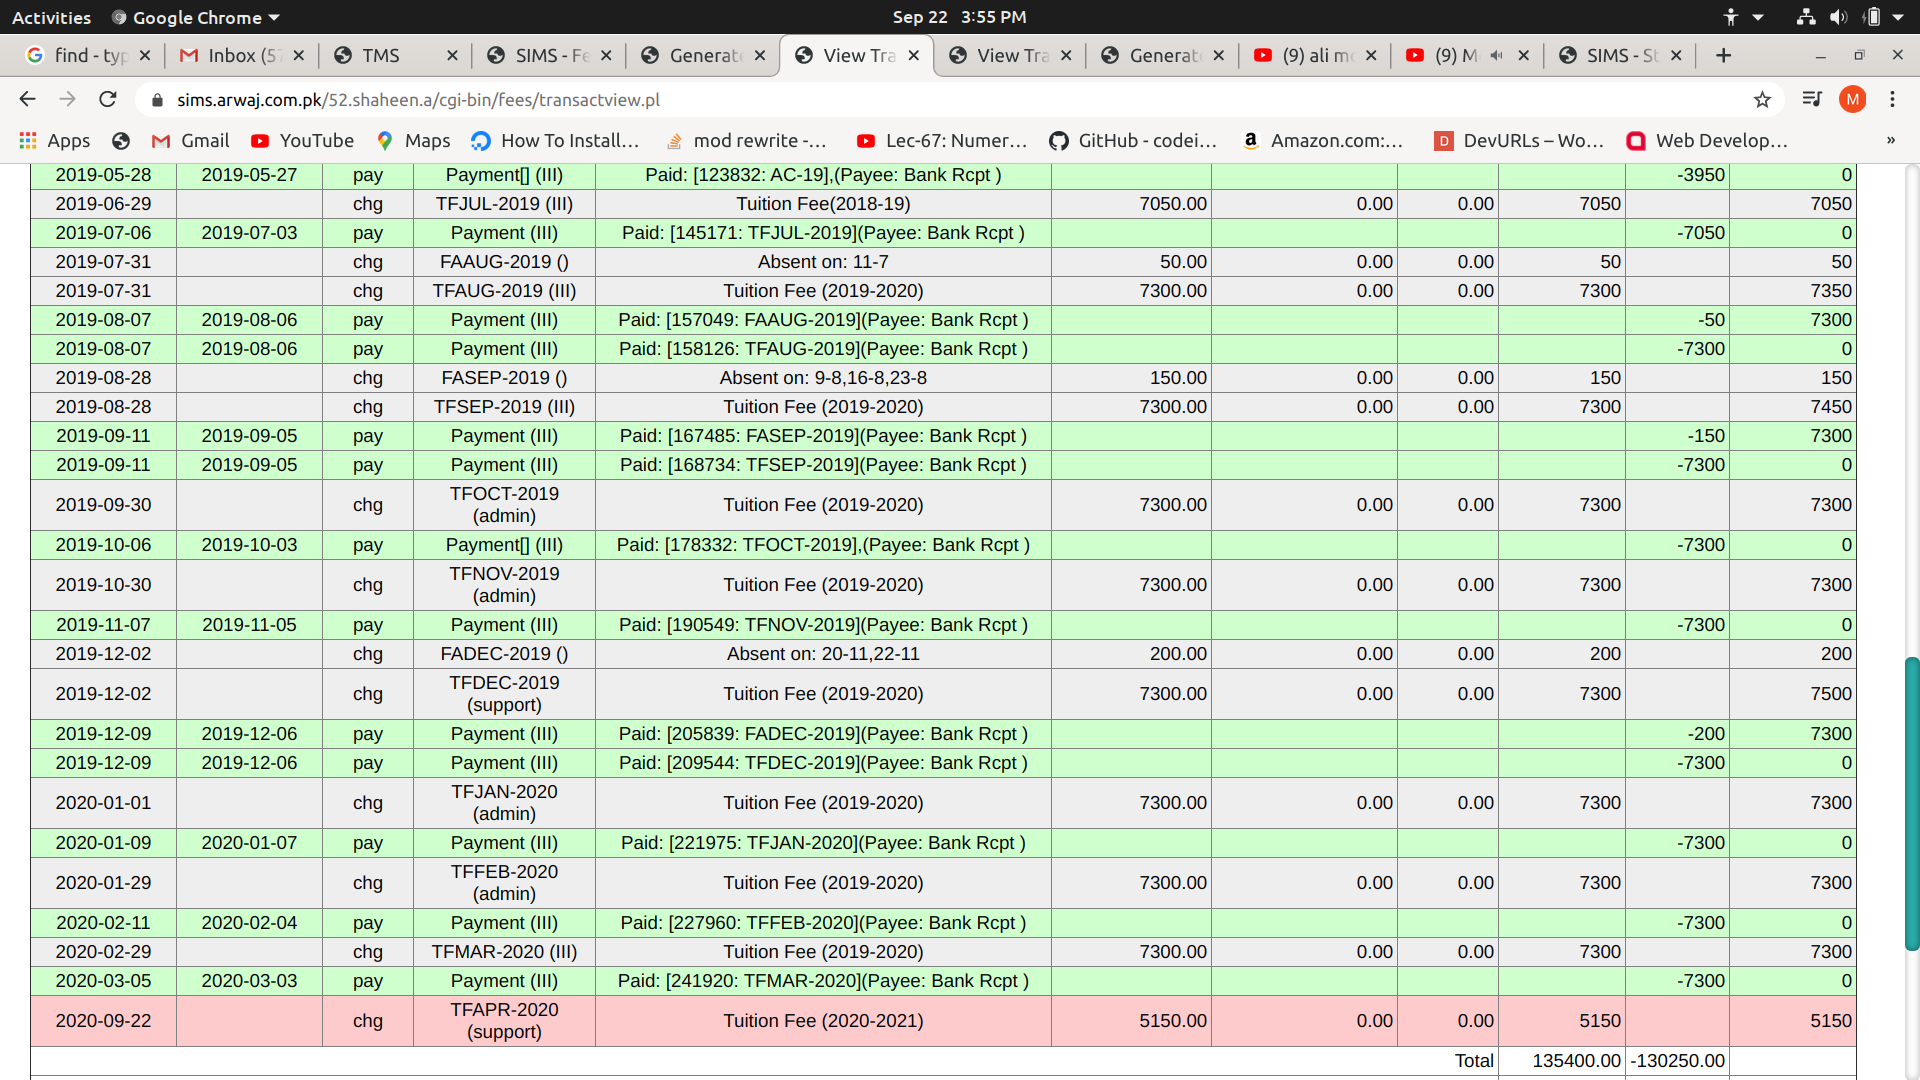 Activities Google Chrome Sep 22 3:55 PM
find - typ Inbox (57 TMS SIMS - Fe Generate View Tra View Tra Generate (9) ali mo (9) M SIMS - St
sims.arwaj.com.pk/52.shaheen.a/cgi-bin/fees/transactview.pl M
Apps Gmail YouTube Maps How To Install... mod rewrite -... Lec-67: Numer... GitHub - codei... Amazon.com:... DevURLs – Wo... Web Develop... »
2019-05-28 2019-05-27 pay Payment[] (III) Paid: [123832: AC-19],(Payee: Bank Rcpt ) -3950 0
2019-06-29 chg TFJUL-2019 (III) Tuition Fee(2018-19) 7050.00 0.00 0.00 7050 7050
2019-07-06 2019-07-03 pay Payment (III) Paid: [145171: TFJUL-2019](Payee: Bank Rcpt ) -7050 0
2019-07-31 chg FAAUG-2019 () Absent on: 11-7 50.00 0.00 0.00 50 50
2019-07-31 chg TFAUG-2019 (III) Tuition Fee (2019-2020) 7300.00 0.00 0.00 7300 7350
2019-08-07 2019-08-06 pay Payment (III) Paid: [157049: FAAUG-2019](Payee: Bank Rcpt ) -50 7300
2019-08-07 2019-08-06 pay Payment (III) Paid: [158126: TFAUG-2019](Payee: Bank Rcpt ) -7300 0
2019-08-28 chg FASEP-2019 () Absent on: 9-8,16-8,23-8 150.00 0.00 0.00 150 150
2019-08-28 chg TFSEP-2019 (III) Tuition Fee (2019-2020) 7300.00 0.00 0.00 7300 7450
2019-09-11 2019-09-05 pay Payment (III) Paid: [167485: FASEP-2019](Payee: Bank Rcpt ) -150 7300
2019-09-11 2019-09-05 pay Payment (III) Paid: [168734: TFSEP-2019](Payee: Bank Rcpt ) -7300 0
2019-09-30 chg TFOCT-2019 (admin) Tuition Fee (2019-2020) 7300.00 0.00 0.00 7300 7300
2019-10-06 2019-10-03 pay Payment[] (III) Paid: [178332: TFOCT-2019],(Payee: Bank Rcpt ) -7300 0
2019-10-30 chg TFNOV-2019 (admin) Tuition Fee (2019-2020) 7300.00 0.00 0.00 7300 7300
2019-11-07 2019-11-05 pay Payment (III) Paid: [190549: TFNOV-2019](Payee: Bank Rcpt ) -7300 0
2019-12-02 chg FADEC-2019 () Absent on: 20-11,22-11 200.00 0.00 0.00 200 200
2019-12-02 chg TFDEC-2019 (support) Tuition Fee (2019-2020) 7300.00 0.00 0.00 7300 7500
2019-12-09 2019-12-06 pay Payment (III) Paid: [205839: FADEC-2019](Payee: Bank Rcpt ) -200 7300
2019-12-09 2019-12-06 pay Payment (III) Paid: [209544: TFDEC-2019](Payee: Bank Rcpt ) -7300 0
2020-01-01 chg TFJAN-2020 (admin) Tuition Fee (2019-2020) 7300.00 0.00 0.00 7300 7300
2020-01-09 2020-01-07 pay Payment (III) Paid: [221975: TFJAN-2020](Payee: Bank Rcpt ) -7300 0
2020-01-29 chg TFFEB-2020 (admin) Tuition Fee (2019-2020) 7300.00 0.00 0.00 7300 7300
2020-02-11 2020-02-04 pay Payment (III) Paid: [227960: TFFEB-2020](Payee: Bank Rcpt ) -7300 0
2020-02-29 chg TFMAR-2020 (III) Tuition Fee (2019-2020) 7300.00 0.00 0.00 7300 7300
2020-03-05 2020-03-03 pay Payment (III) Paid: [241920: TFMAR-2020](Payee: Bank Rcpt ) -7300 0
2020-09-22 chg TFAPR-2020 (support) Tuition Fee (2020-2021) 5150.00 0.00 0.00 5150 5150
Total 135400.00 -130250.00